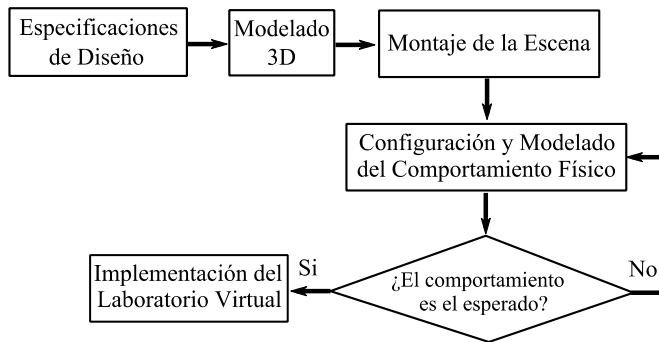 Especificaciones
de Diseño
Modelado
3D
Montaje de la Escena
Configuración y Modelado
del Comportamiento Físico
¿El comportamiento
es el esperado?
Si
No
Implementación del
Laboratorio Virtual